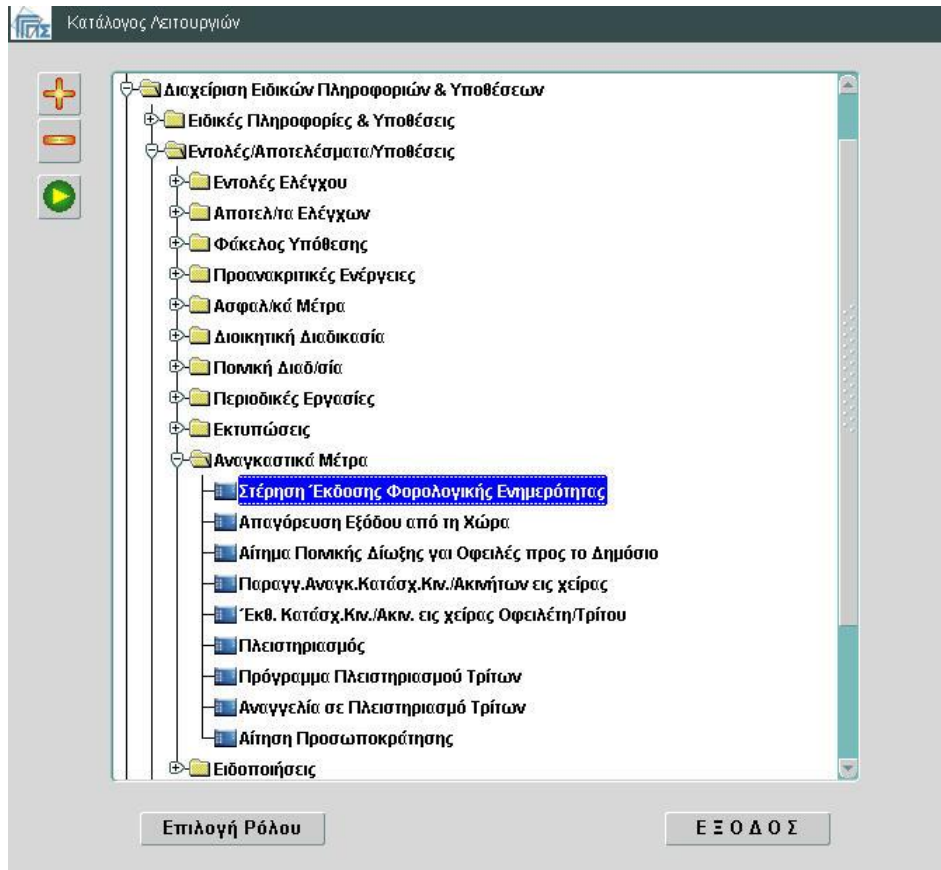 Κατάλογος Λειτουργιών
Διαχείριση Ειδικών Πληροφοριών & Υποθέσεων
Ειδικές Πληροφορίες & Υποθέσεις
Εντολές/Αποτελέσματα/Υποθέσεις
Εντολές Ελέγχου
Αποτελ/τα Ελέγχων
Φάκελος Υπόθεσης
Προανακριτικές Ενέργειες
Ασφαλ/κά Μέτρα
Διοικητική Διαδικασία
Ποινική Διαδ/σία
Περιοδικές Εργασίες
Εκτυπώσεις
Αναγκαστικά Μέτρα
Στέρηση Έκδοσης Φορολογικής Ενημερότητας
Απαγόρευση Εξόδου από τη Χώρα
Αίτημα Ποινικής Δίωξης γαι Οφειλές προς το Δημόσιο
Παραγγ.Αναγκ.Κατάσχ.Κιν./Ακινήτων εις χείρας
Έκθ. Κατάσχ.Κιν./Ακιν. εις χείρας Οφειλέτη/Τρίτου
Πλειστηριασμός
Πρόγραμμα Πλειστηριασμού Τρίτων
Αναγγελία σε Πλειστηριασμό Τρίτων
Αίτηση Προσωποκράτησης
Ειδοποιήσεις
Επιλογή Ρόλου
Ε Ξ Ο Δ Ο Σ